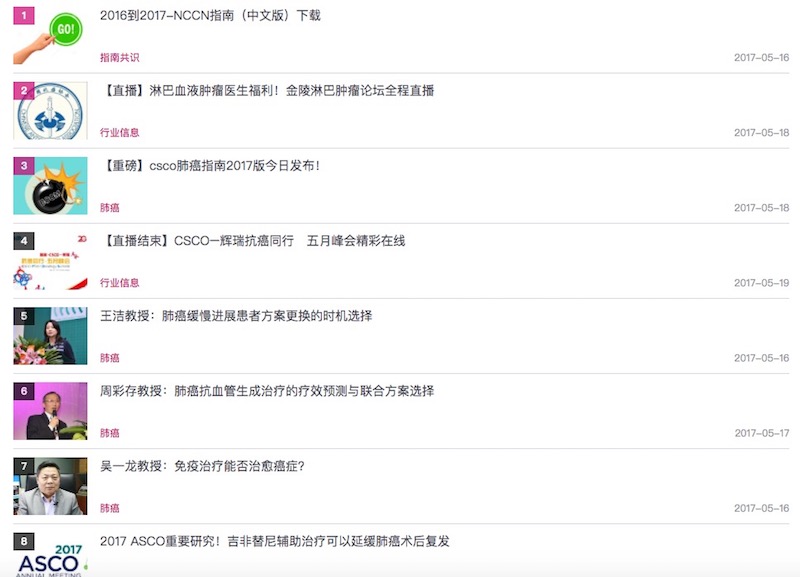 1
GO!
2016到2017-NCCN指南（中文版）下载
指南共识
2017-05-16
2
【直播】淋巴血液肿瘤医生福利！金陵淋巴肿瘤论坛全程直播
行业信息
2017-05-18
3
【重磅】csco肺癌指南2017版今日发布！
肺癌
2017-05-18
4
【直播结束】CSCO-辉瑞抗癌同行　五月峰会精彩在线
行业信息
2017-05-19
5
王洁教授：肺癌缓慢进展患者方案更换的时机选择
肺癌
2017-05-16
6
周彩存教授：肺癌抗血管生成治疗的疗效预测与联合方案选择
肺癌
2017-05-17
7
吴一龙教授：免疫治疗能否治愈癌症？
肺癌
2017-05-16
8
2017
ASCO
ANNUAL MEETING
2017 ASCO重要研究！吉非替尼辅助治疗可以延缓肺癌术后复发